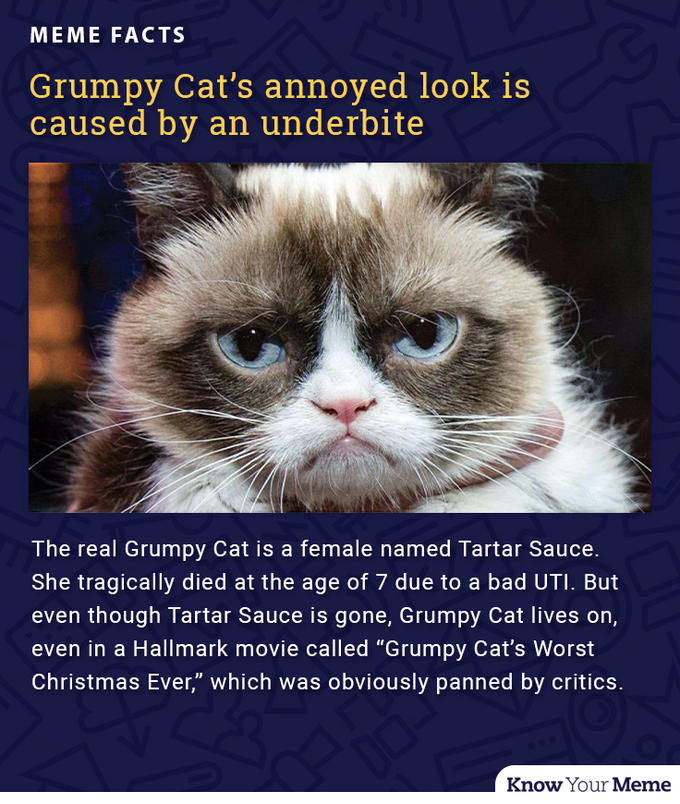 MEME FACTS
Grumpy Cat’s annoyed look is
caused by an underbite
The real Grumpy Cat is a female named Tartar Sauce.
She tragically died at the age of 7 due to a bad UTI. But
even though Tartar Sauce is gone, Grumpy Cat lives on,
even in a Hallmark movie called “Grumpy Cat’s Worst
Christmas Ever,” which was obviously panned by critics.
Know Your Meme